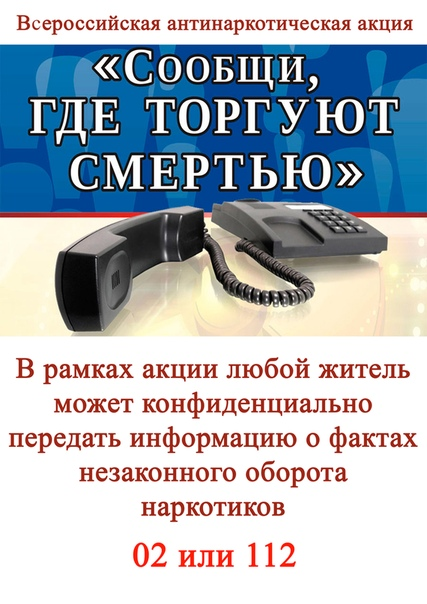 Всероссийская антинаркотическая акция
«Сообщи,
ГДЕ ТОРГУЮТ
СМЕРТЬЮ»
В рамках акции любой житель
может конфиденциально
передать информацию о фактах
незаконного оборота
наркотиков
02 или 112